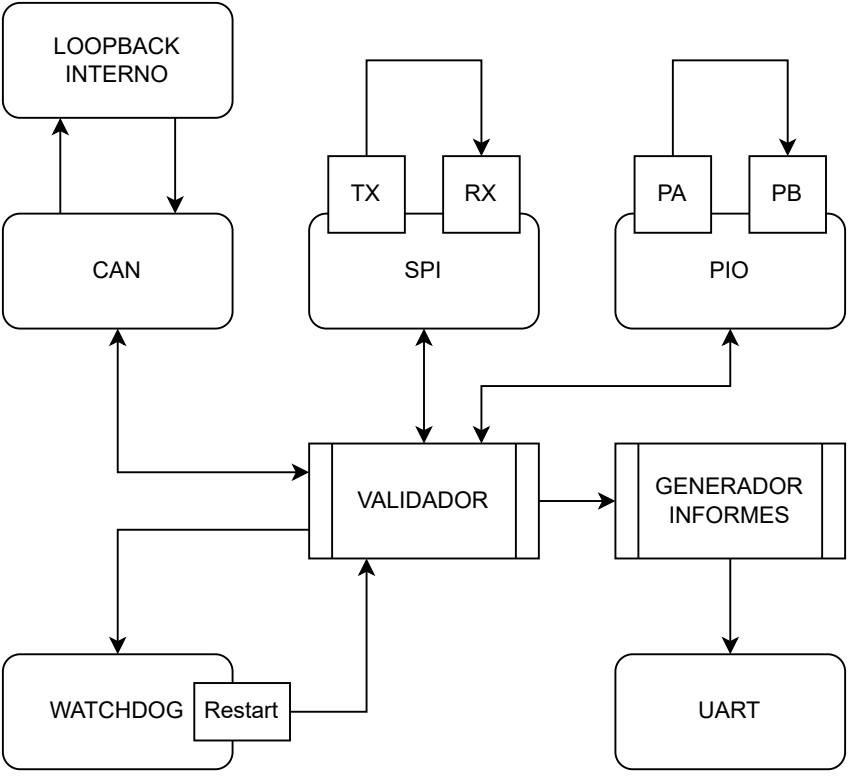 LOOPBACK
INTERNO
TX
RX
PA
PB
CAN
SPI
PIO
VALIDADOR
GENERADOR
INFORMES
WATCHDOG
Restart
UART